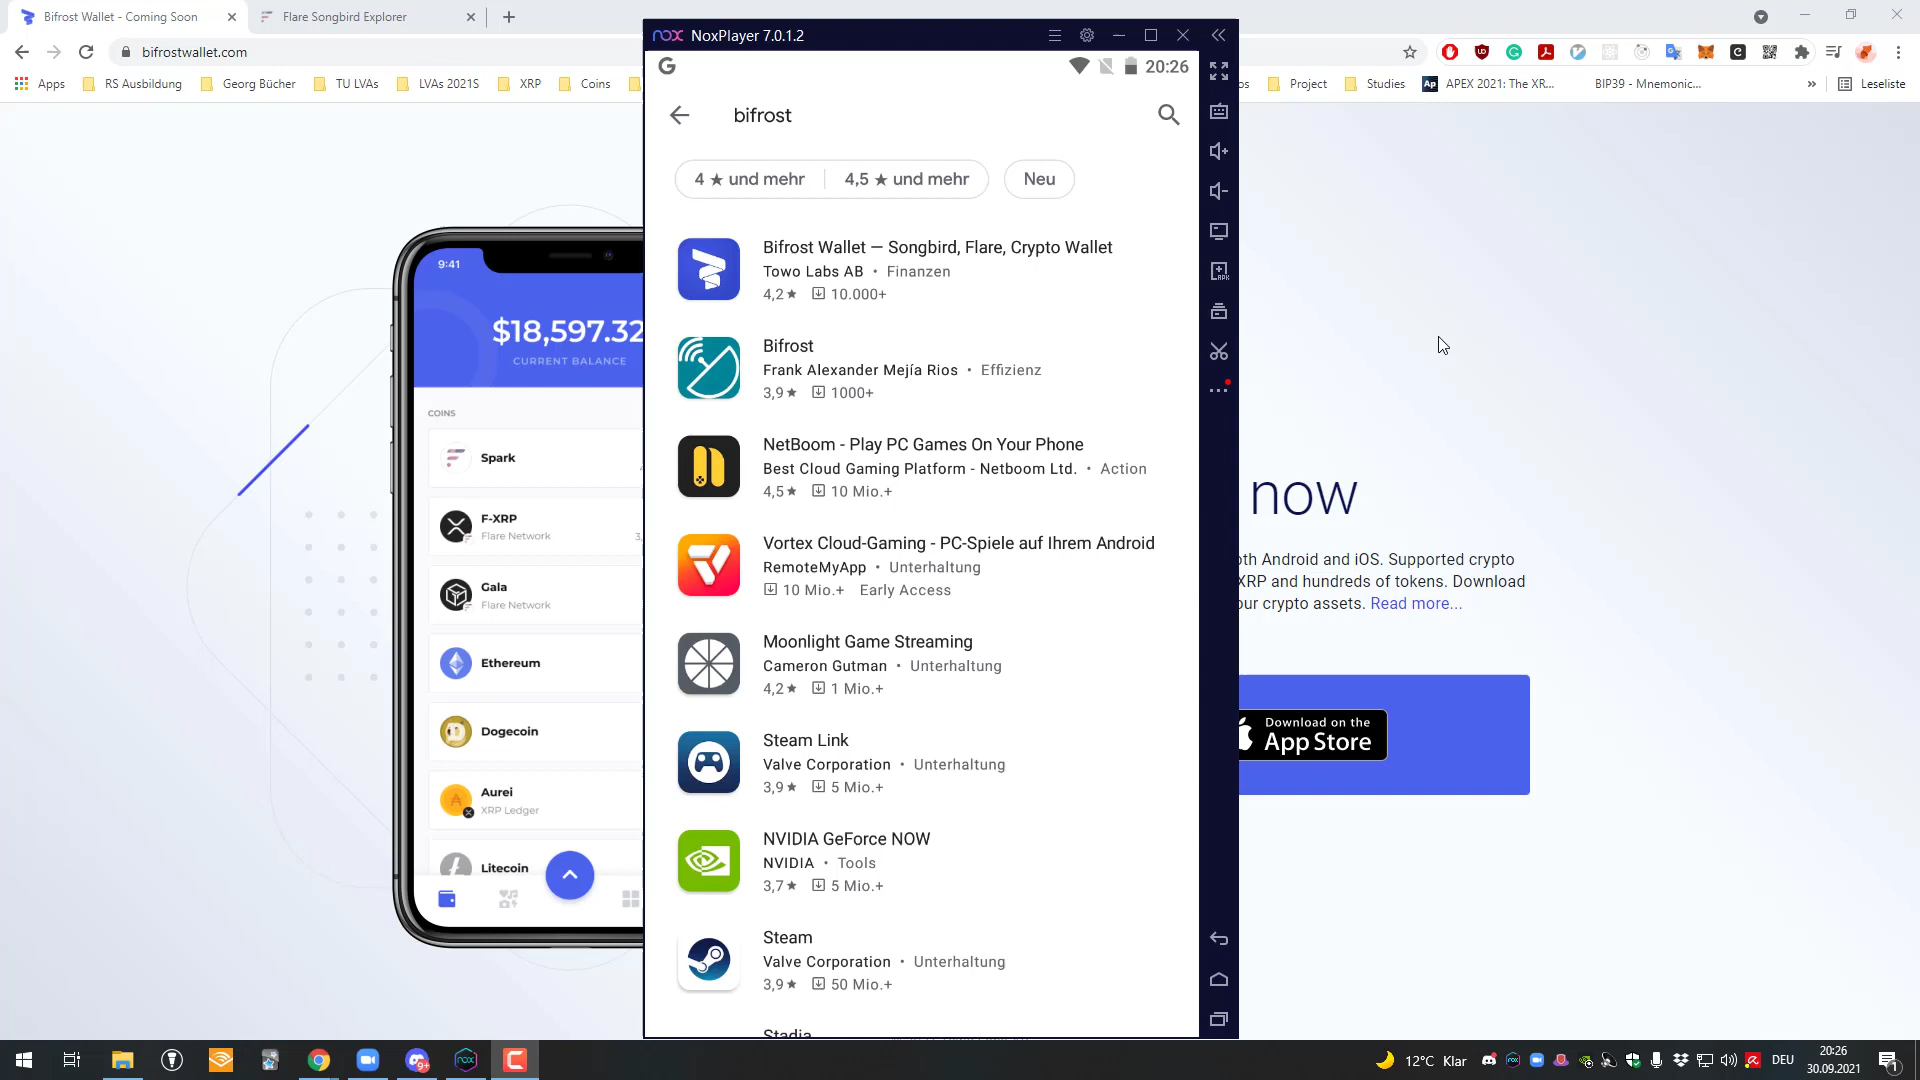 Bifrost Wallet - Coming Soon
Flare Songbird Explorer
bifrostwallet.com
Apps
RS Ausbildung
Georg Bücher
TU LVAs
LVAs 2021S
XRP
Coins
Project
Studies
APEX 2021: The XR...
BIP39 - Mnemonic...
»
Leseliste
nox NoxPlayer 7.0.1.2
20:26
bifrost
4 ★ und mehr
4,5 ★ und mehr
Neu
Bifrost Wallet — Songbird, Flare, Crypto Wallet
Towo Labs AB • Finanzen
4,2★ 10.000+
Bifrost
Frank Alexander Mejía Rios • Effizienz
3,9★ 1000+
NetBoom - Play PC Games On Your Phone
Best Cloud Gaming Platform - Netboom Ltd. • Action
4,5★ 10 Mio.+
Vortex Cloud-Gaming - PC-Spiele auf Ihrem Android
RemoteMyApp • Unterhaltung
10 Mio.+ Early Access
Moonlight Game Streaming
Cameron Gutman • Unterhaltung
4,2★ 1 Mio.+
Steam Link
Valve Corporation • Unterhaltung
3,9★ 5 Mio.+
NVIDIA GeForce NOW
NVIDIA • Tools
3,7★ 5 Mio.+
Steam
Valve Corporation • Unterhaltung
3,9★ 50 Mio.+
Stadia
9:41
$18,597.32
CURRENT BALANCE
COINS
Spark
F-XRP
Flare Network
3,
Gala
Flare Network
Ethereum
Dogecoin
Aurei
XRP Ledger
Litecoin
now
oth Android and iOS. Supported crypto
XRP and hundreds of tokens. Download
our crypto assets. Read more...
Download on the
App Store
12°C Klar
DEU
20:26
30.09.2021